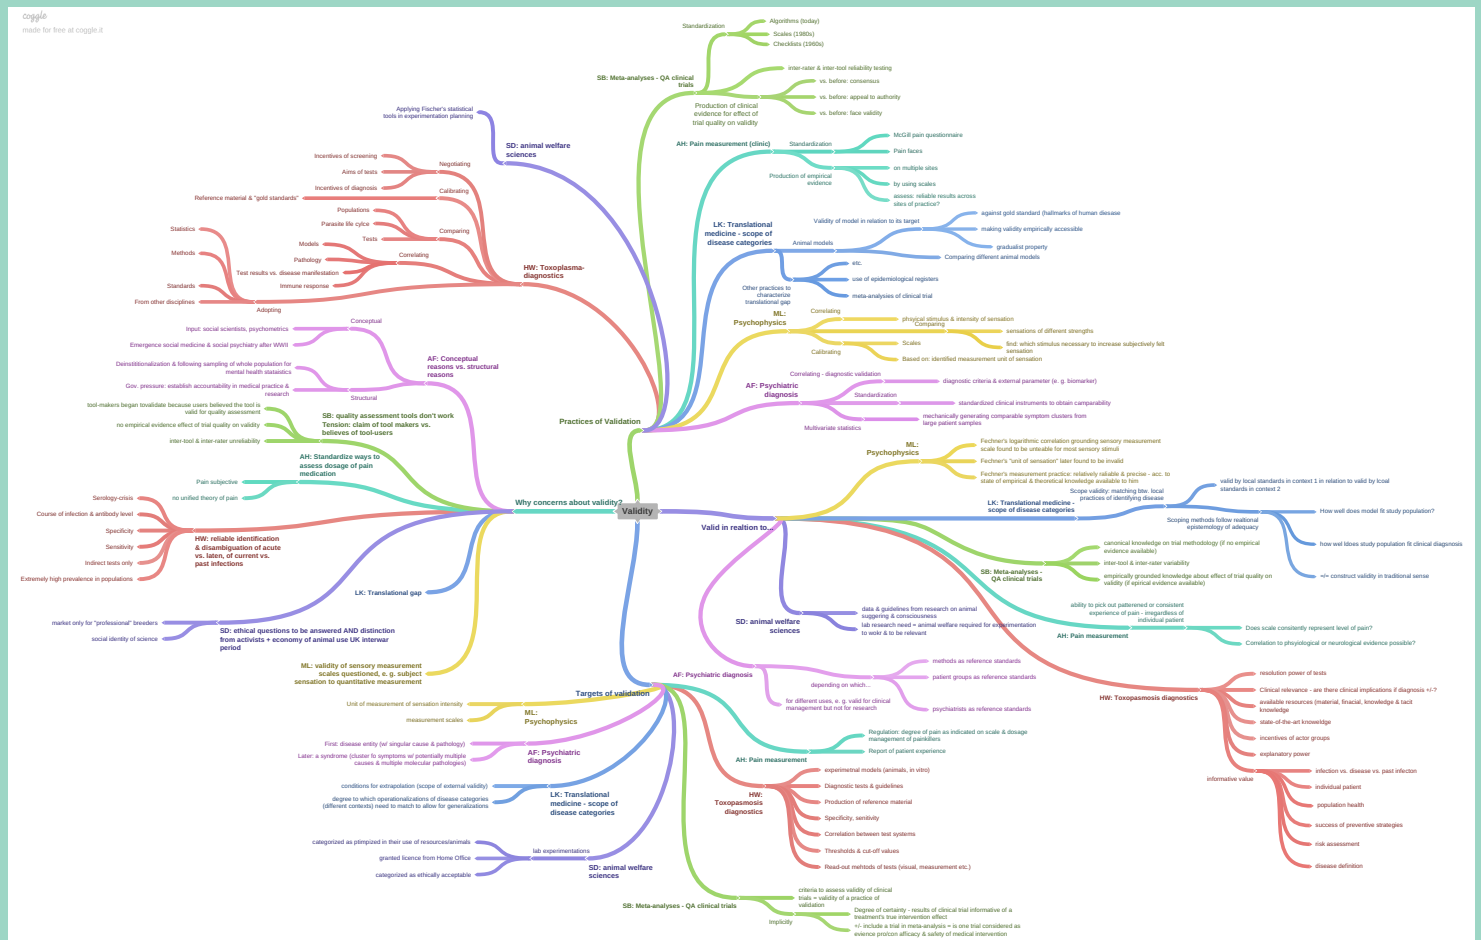 coggle
made for free at coggle.it
Standardization
Algorithms (today)
Scales (1980s)
Checklists (1960s)
SB: Meta-analyses - QA clinical
trials
inter-rater & inter-tool reliability testing
Production of clinical
evidence for effect of
trial quality on validity
vs. before: consensus
vs. before: appeal to authority
vs. before: face validity
AH: Pain measurement (clinic)
Standardization
McGill pain questionnaire
Pain faces
Production of empirical
evidence
on multiple sites
by using scales
assess: reliable results across
sites of practice?
LK: Translational
medicine - scope of
disease categories
Animal models
Validity of model in relation to its target
against gold standard (hallmarks of human diesease
making validity empirically accessible
gradualist property
Comparing different animal models
Other practices to
characterize
translational gap
etc.
use of epidemiological registers
meta-analyses of clinical trial
ML:
Psychophysics
Correlating
physical stimulus & intensity of sensation
Comparing
sensations of different strengths
find: which stimulus necessary to increase subjectively felt
sensation
Calibrating
Scales
Based on: identified measurement unit of sensation
AF: Psychiatric
diagnosis
Correlating - diagnostic validation
diagnostic criteria & external parameter (e. g. biomarker)
Standardization
standardized clinical instruments to obtain camparability
Multivariate statistics
mechanically generating comparable symptom clusters from
large patient samples
Practices of Validation
SD: animal welfare
sciences
Applying Fischer's statistical
tools in experimentation planning
HW: Toxoplasma-
diagnostics
Negotiating
Incentives of screening
Aims of tests
Incentives of diagnosis
Calibrating
Reference material & "gold standards"
Comparing
Populations
Parasite life cylce
Tests
Correlating
Models
Pathology
Test results vs. disease manifestation
Immune response
Adopting
Statistics
Methods
Standards
From other disciplines
Validity
Why concerns about validity?
AF: Conceptual
reasons vs. structural
reasons
Conceptual
Input: social scientists, psychometrics
Emergence social medicine & social psychiatry after WWII
Structural
Deinstitionalization & following sampling of whole population for
mental health statastics
Gov. pressure: establish accountability in medical practice &
research
SB: quality assessment tools don't work
Tension: claim of tool makers vs.
believes of tool-users
tool-makers began tovalidate because users believed the tool is
valid for quality assessment
no empirical evidence effect of trial quality on validity
inter-tool & inter-rater unreliability
AH: Standardize ways to
assess dosage of pain
medication
Pain subjective
no unified theory of pain
HW: reliable identification
& disambiguation of acute
vs. laten, of current vs.
past infections
Serology-crisis
Course of infection & antibody level
Specificity
Sensitivity
Indirect tests only
Extremely high prevalence in populations
LK: Translational gap
SD: ethical questions to be answered AND distinction
from activists + economy of animal use UK interwar
period
market only for "professional" breeders
social identity of science
ML: validity of sensory measurement
scales questioned, e. g. subject
sensation to quantitative measurement
Valid in realtion to...
ML:
Psychophysics
Fechner's logarithmic correlation grounding sensory measurement
scale found to be unteable for most sensory stimuli
Fechner's "unit of sensation" later found to be invalid
Fechner's measurement practice: relatively reliable & precise - acc. to
state of empirical & theoretical knowledge available to him
LK: Translational medicine -
scope of disease categories
Scope validity: matching btw. local
practices of identifying disease
valid by local standards in context 1 in relation to valid by lcoal
standards in context 2
Scoping methods follow realtional
epistemology of adequacy
How well does model fit study population?
how wel ldoes study population fit clinical diagonsis
=/= construct validity in traditional sense
SB: Meta-analyses -
QA clinical trials
canonical knowledge on trial methodology (if no empirical
evidence available)
inter-tool & inter-rater variability
empirically grounded knowledge about effect of trial quality on
validity (if epirical evidence available)
AH: Pain measurement
ability to pick out patterened or consistent
experience of pain - irregardless of
individual patient
Does scale consitently represent level of pain?
Correlation to phsyiological or neurological evidence possible?
HW: Toxopasmosis diagnostics
resolution power of tests
Clinical relevance - are there clinical implications if diagnosis +/-?
available resources (material, finacial, knowledge & tacit
knowledge
state-of-the-art knoweldge
incentives of actor groups
explanatory power
informative value
infection vs. disease vs. past infecton
individual patient
population health
success of preventive strategies
risk assessment
disease definition
SD: animal welfare
sciences
data & guidelines from research on animal
suggering & consciousness
lab research need = animal welfare required for experimentation
to wokr & to be relevant
AF: Psychiatric diagnosis
depending on which...
methods as reference standards
patient groups as reference standards
psychiatrists as reference standards
for different uses, e. g. valid for clinical
management but not for research
Targets of validation
ML:
Psychophysics
Unit of measurement of sensation intensity
measurement scales
AF: Psychiatric
diagnosis
First: disease entity (w/ singular cause & pathology)
Later: a syndrome (cluster fo symptoms w/ potentially multiple
causes & multiple molecular pathologies)
LK: Translational
medicine - scope of
disease categories
conditions for extrapolation (scope of external validity)
degree to which operationalizations of disease categories
(different contexts) need to match to allow for generalizations
SD: animal welfare
sciences
lab experimentations
categorized as ptimpized in their use of resources/animals
granted licence from Home Office
categorized as ethically acceptable
AH: Pain measurement
Regulation: degree of pain as indicated on scale & dosage
management of painkillers
Report of patient experience
HW:
Toxopasmosis
diagnostics
experimetnal models (animals, in vitro)
Diagnostic tests & guidelines
Production of reference material
Specificity, senitivity
Correlation between test systems
Thresholds & cut-off values
Read-out mehtods of tests (visual, measurement etc.)
SB: Meta-analyses - QA clinical trials
criteria to assess validity of clinical
trials = validity of a practice of
validation
Implicitly
Degree of certainty - results of clinical trial informative of a
treatment's true intervention effect
+/- include a trial in meta-analysis = is one trial considered as
evience pro/con afficacy & safety of medical intervention